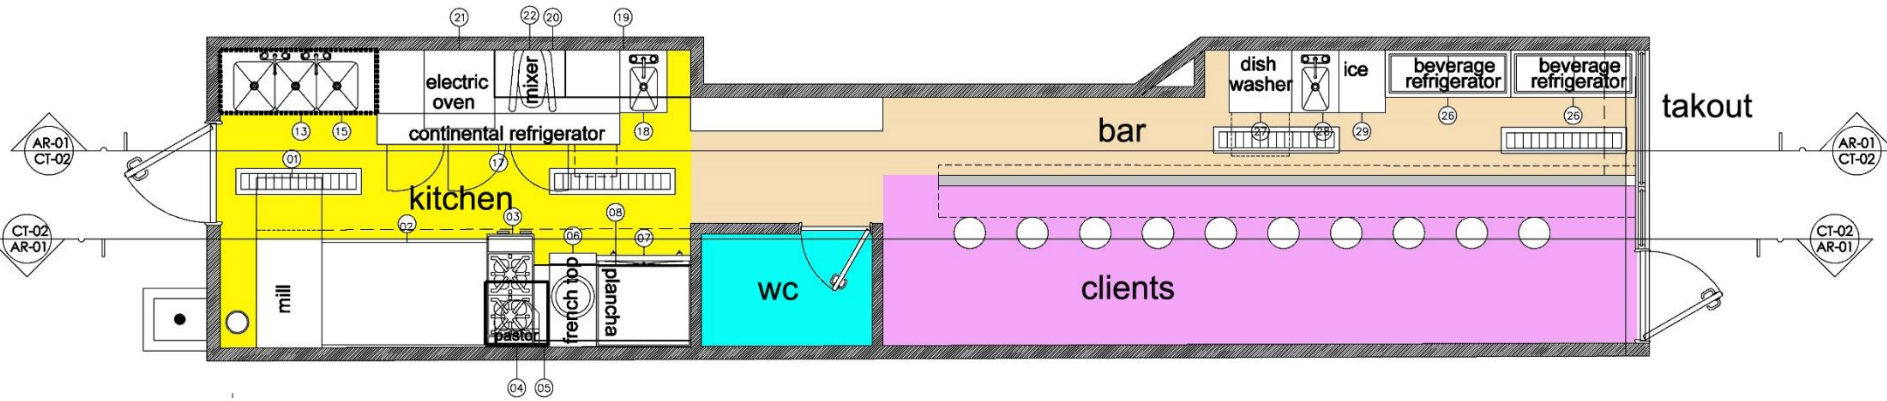 21
22
20
19
electric
oven
mixer
dish
washer
ice
beverage
refrigerator
beverage
refrigerator
takout
13
15
continental refrigerator
18
bar
27
28
29
26
26
AR-01
CT-02
AR-01
CT-02
01
17
kitchen
08
02
03
06
07
CT-02
AR-01
CT-02
AR-01
mill
pastor
french top
plancha
wc
clients
04
05